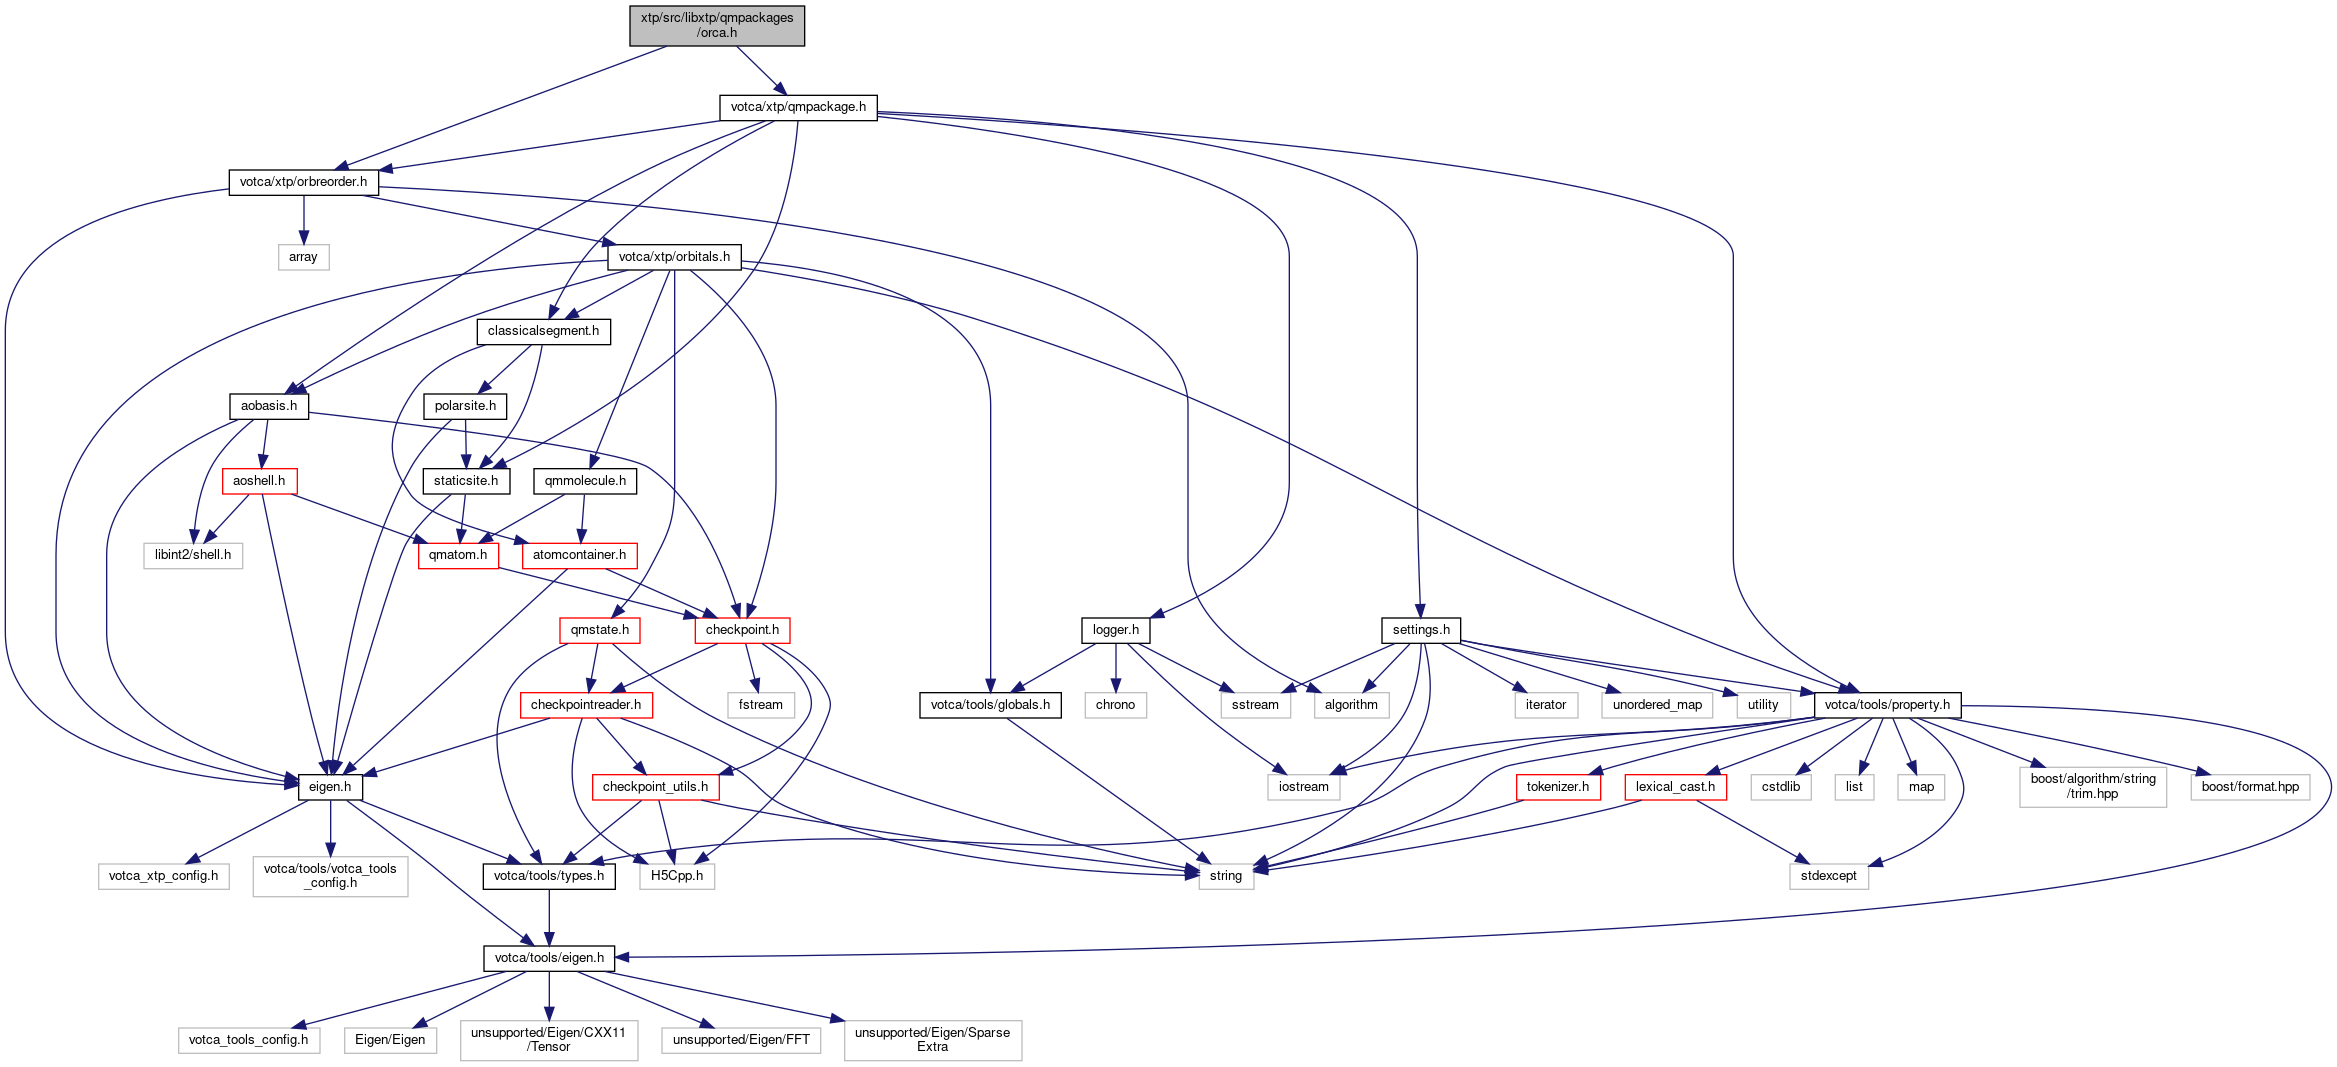 xtp/src/libxtp/qmpackages
/orca.h
votca/xtp/qmpackage.h
votca/xtp/orbreorder.h
array
votca/xtp/orbitals.h
classicalsegment.h
aobasis.h
polarsite.h
aoshell.h
staticsite.h
qmmolecule.h
libint2/shell.h
qmatom.h
atomcontainer.h
qmstate.h
checkpoint.h
logger.h
settings.h
checkpointreader.h
fstream
votca/tools/globals.h
chrono
sstream
algorithm
iterator
unordered_map
utility
votca/tools/property.h
eigen.h
checkpoint_utils.h
iostream
tokenizer.h
lexical_cast.h
cstdlib
list
map
boost/algorithm/string
/trim.hpp
boost/format.hpp
votca_xtp_config.h
votca/tools/votca_tools
_config.h
votca/tools/types.h
H5Cpp.h
string
stdexcept
votca/tools/eigen.h
votca_tools_config.h
Eigen/Eigen
unsupported/Eigen/CXX11
/Tensor
unsupported/Eigen/FFT
unsupported/Eigen/Sparse
Extra